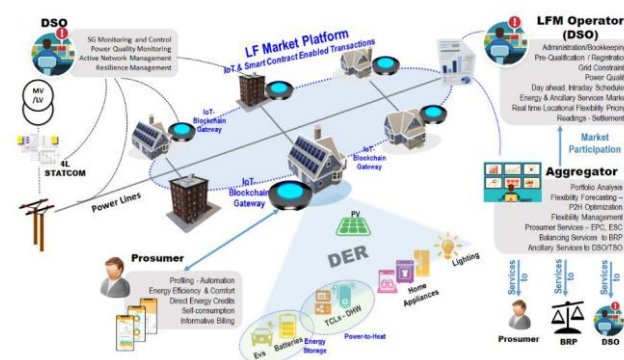 DSO
SG Monitoring and Control
Power Quality Monitoring
Active Network Management
Resilience Management
MV
/LV
4L
STATCOM
Power Lines
LF Market Platform
IoT & Smart Contract Enabled Transactions
IoT-
Blockchain
Gateway
IoT-
Blockchain
Gateway
IoT-
Blockchain
Gateway
LFM Operator
(DSO)
Administration/Bookkeeping
Pre-Qualification / Registration
Grid Constraint
Power Quality
Day ahead. Intraday Schedule
Energy & Ancillary Services Market
Real time Locational Flexibility Pricing
Readings - Settlement
Market
Participation
Aggregator
Portfolio Analysis
Flexibility Forecasting –
P2H Optimization
Flexibility Management
Prosumer Services – EPC, ESC
Balancing Services to BRP
Ancillary Services to DSO/TSO
Services
to
Services
to
Services
to
Prosumer
BRP
DSO
Prosumer
Profiling - Automation
Energy Efficiency & Comfort
Direct Energy Credits
Self-consumption
Informative Billing
PV
DER
Lighting
Home
Appliances
TCLs - DHW
Power-to-Heat
Evs
Batteries
Energy
Storage